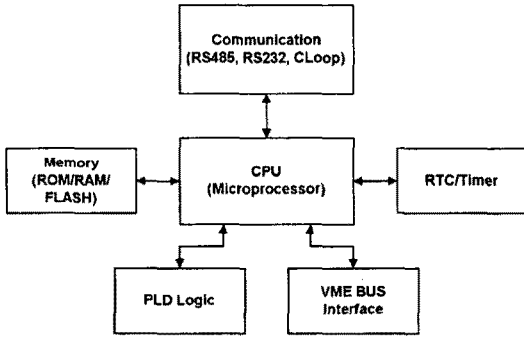 Communication
(RS485, RS232, CLoop)
Memory
(ROM/RAM/
FLASH)
CPU
(Microprocessor)
RTC/Timer
PLD Logic
VME BUS
Interface